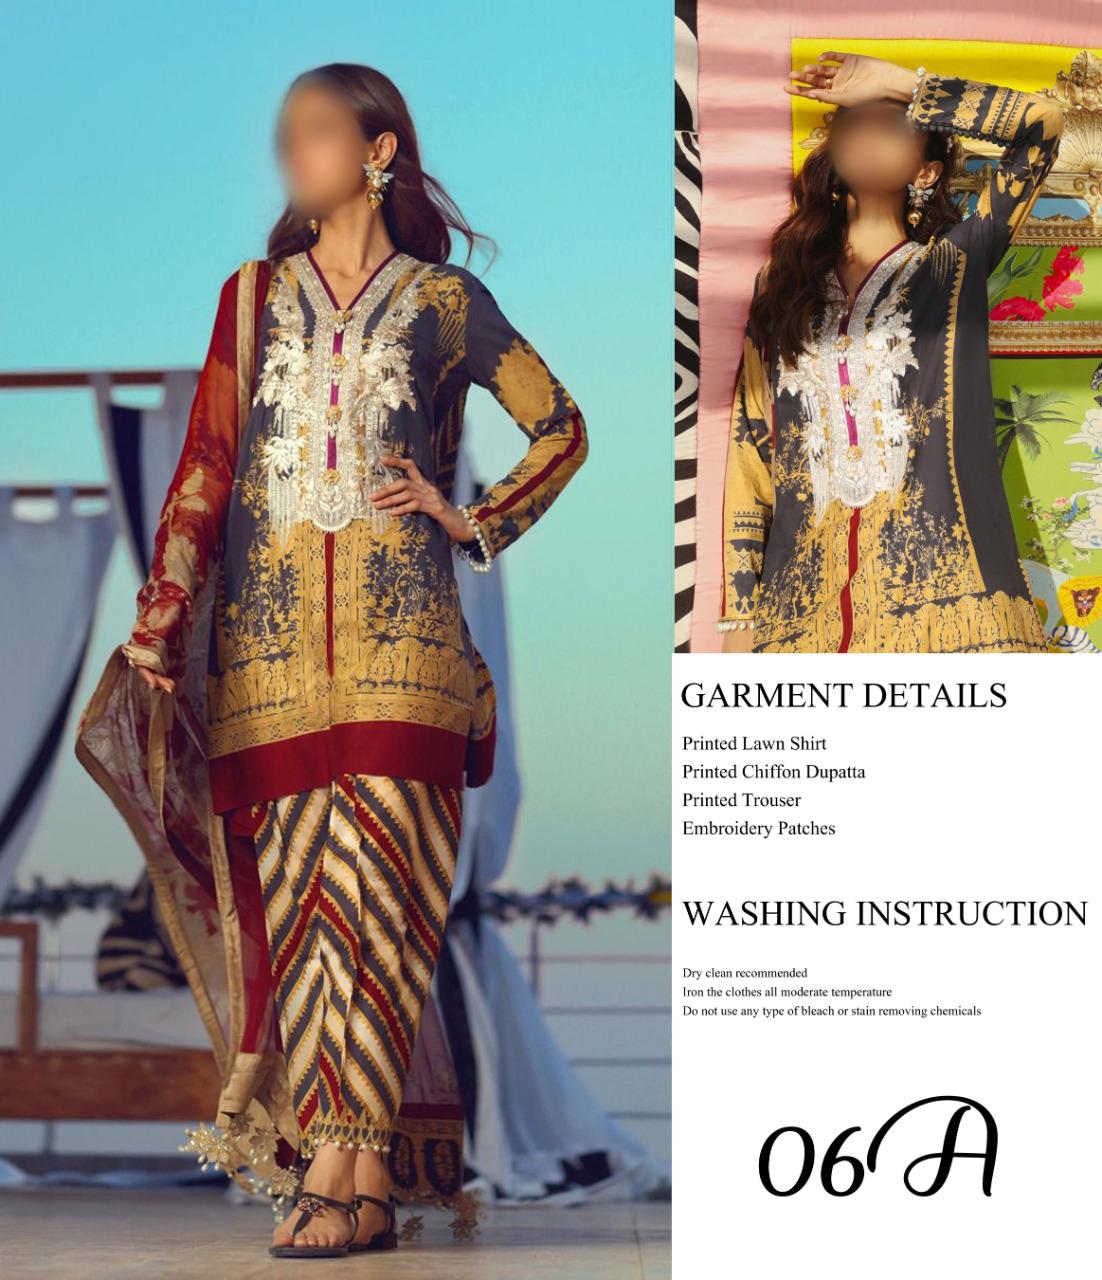 GARMENT DETAILS
Printed Lawn Shirt
Printed Chiffon Dupatta
Printed Trouser
Embroidery Patches
WASHING INSTRUCTION
Dry clean recommended
Iron the clothes all moderate temperature
Do not use any type of bleach or stain removing chemicals
06A